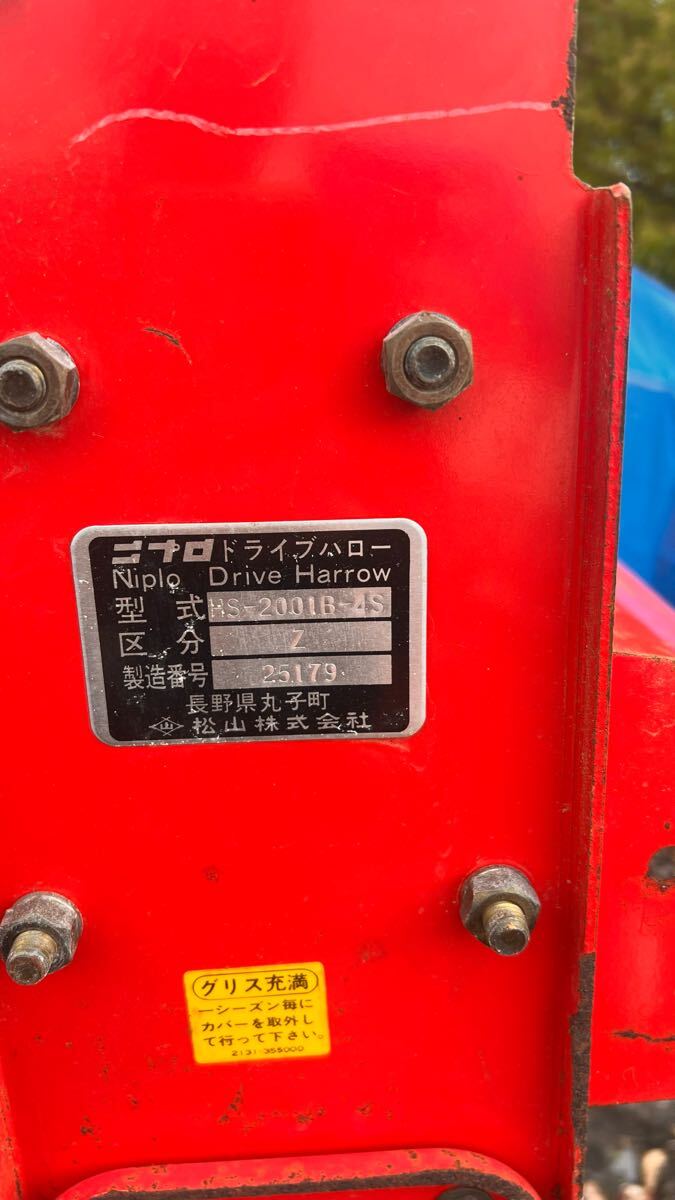 ニプロ ドライブハロー
Niplo Drive Harrow
型式 HS-2001B-4S
区分 Z
製造番号 25179
長野県丸子町
松山株式会社
グリス充満
一シーズン毎に
カバーを取外し
て行って下さい。
2131-355000